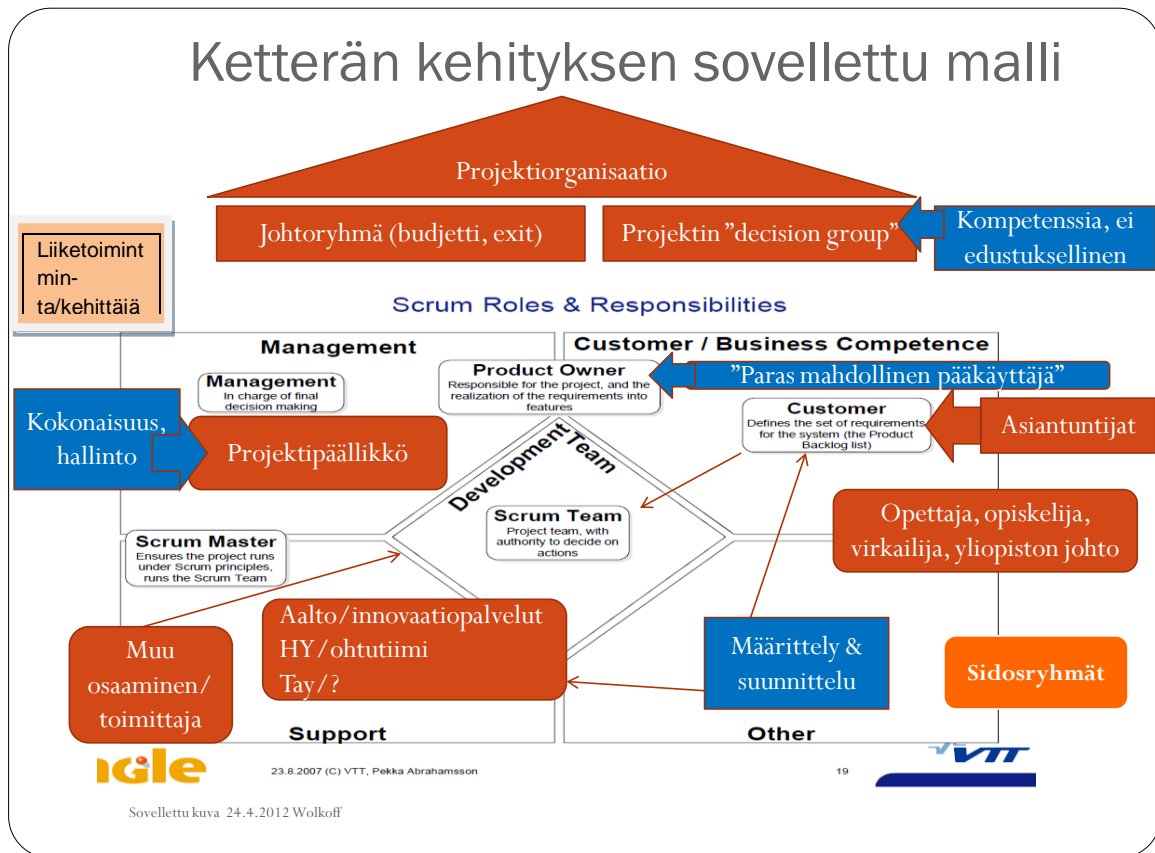 Ketterän kehityksen sovellettu malli
Projektiorganisaatio
Johtoryhmä (budjetti, exit)
Projektin ”decision group”
Kompetenssia, ei
edustuksellinen
Liiketoimint
min-
ta/kehittäjä
Scrum Roles & Responsibilities
Management
Customer / Business Competence
Management
In charge of final
decision making
Product Owner
Responsible for the project, and the
realization of the requirements into
features
”Paras mahdollinen pääkäyttäjä”
Kokonaisuus,
hallinto
Projektipäällikkö
Customer
Defines the set of requirements
for the system (the Product
Backlog list)
Asiantuntijat
Development Team
Scrum Team
Project team, with
authority to decide on
actions
Opettaja, opiskelija,
virkailija, yliopiston johto
Scrum Master
Ensures the project runs
under Scrum principles,
runs the Scrum Team
Aalto/innovaatiopalvelut
HY/ohtutiimi
Tay/?
Muu
osaaminen/
toimittaja
Määrittely &
suunnittelu
Sidosryhmät
Support
Other
23.8.2007 (C) VTT, Pekka Abrahamsson
19
VTT
Sovellettu kuva 24.4.2012 Wolkoff